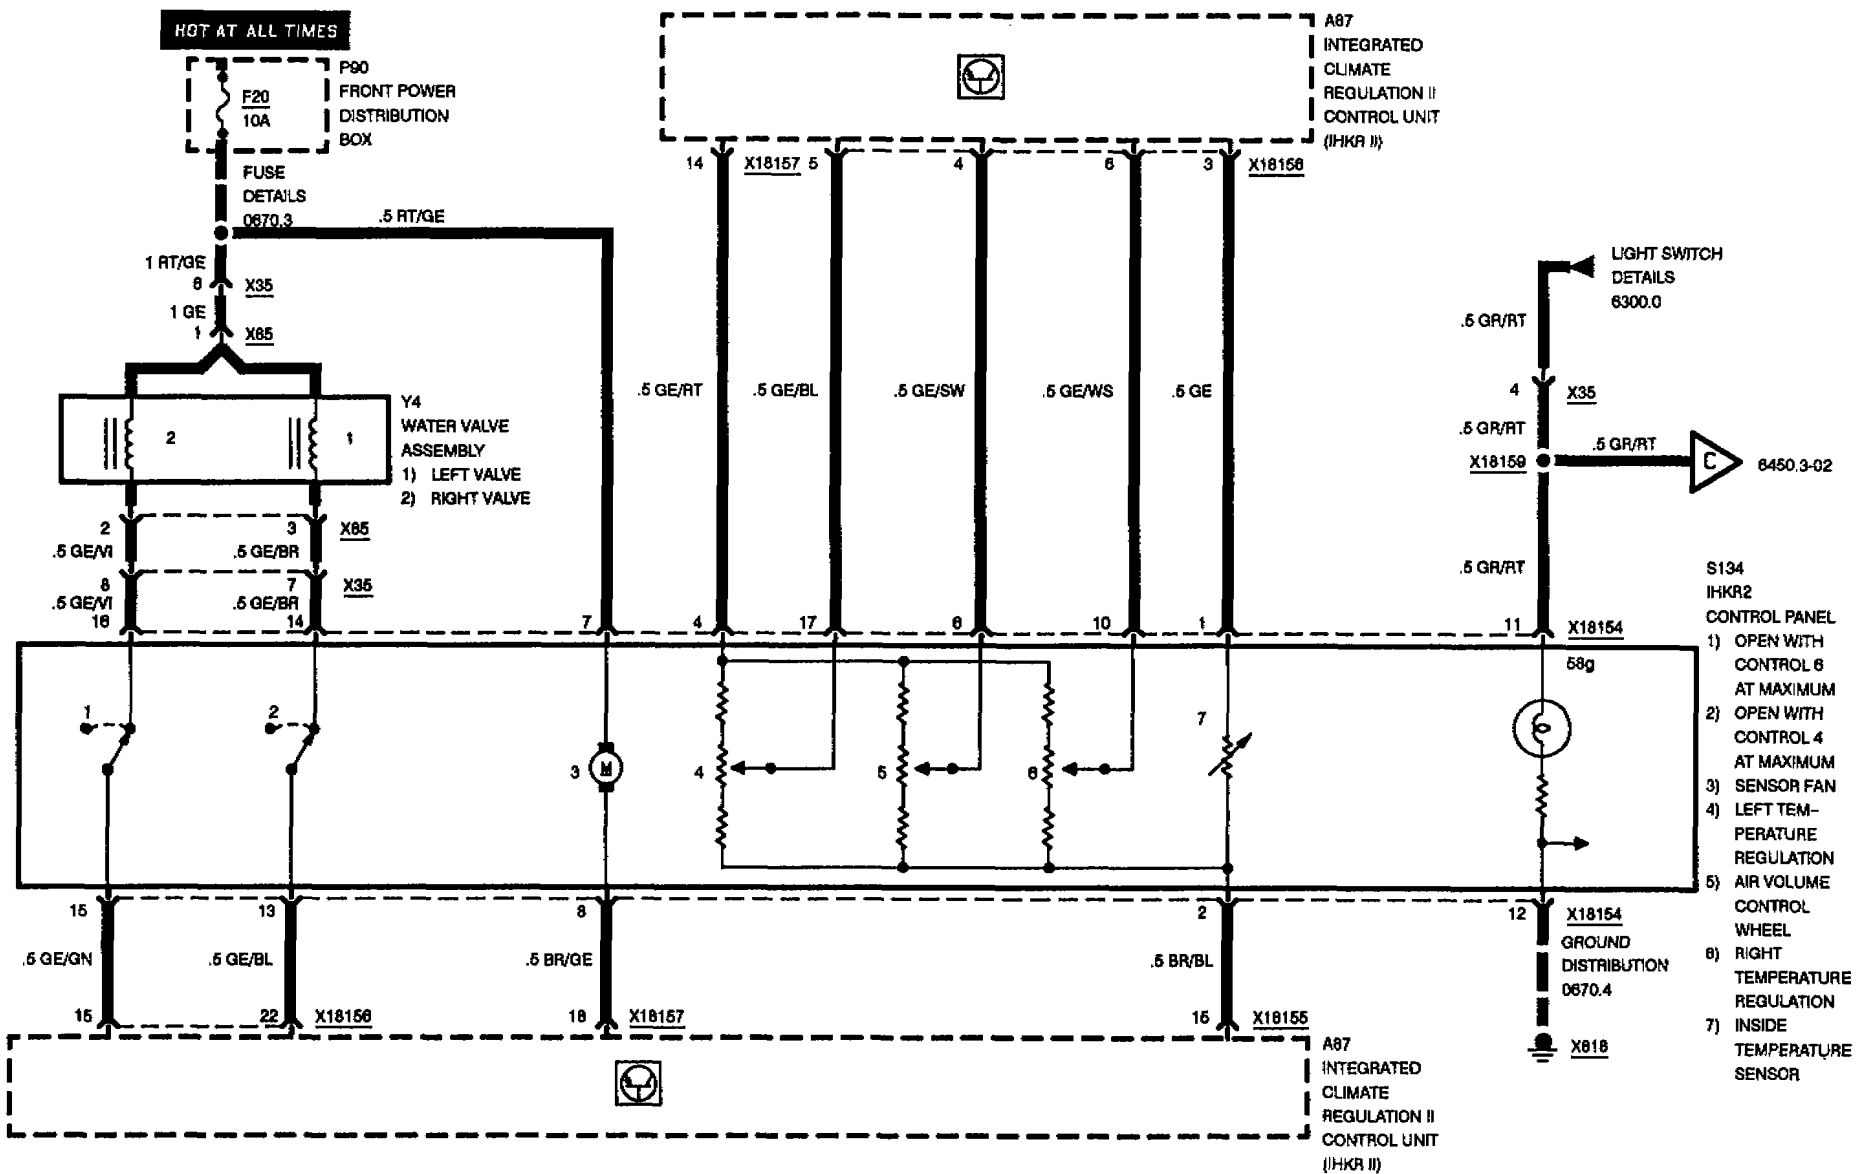 HOT AT ALL TIMES
P90
FRONT POWER
DISTRIBUTION
BOX
F20
10A
FUSE
DETAILS
0670.3
.5 RT/GE
1 RT/GE
6 X35
1 GE
1 X65
2
1
Y4
WATER VALVE
ASSEMBLY
1) LEFT VALVE
2) RIGHT VALVE
2 3 X65
.5 GE/VI .5 GE/BR
8 7 X35
.5 GE/VI .5 GE/BR
A87
INTEGRATED
CLIMATE
REGULATION II
CONTROL UNIT
(IHKR II)
14 X18157 5 4 6 3 X18156
.5 GE/RT .5 GE/BL .5 GE/SW .5 GE/WS .5 GE
LIGHT SWITCH
DETAILS
6300.0
.5 GR/RT
4 X35
.5 GR/RT
.5 GR/RT
X18159
C
6450.3-02
.5 GR/RT
16 14 7 4 17 6 10 1 11 X18154
58g
1
2
3
M
4
5
6
7
S134
IHKR2
CONTROL PANEL
1) OPEN WITH
CONTROL 6
AT MAXIMUM
2) OPEN WITH
CONTROL 4
AT MAXIMUM
3) SENSOR FAN
4) LEFT TEM-
PERATURE
REGULATION
5) AIR VOLUME
CONTROL
WHEEL
6) RIGHT
TEMPERATURE
REGULATION
7) INSIDE
TEMPERATURE
SENSOR
15 13 8 2 12 X18154
.5 GE/GN .5 GE/BL .5 BR/GE .5 BR/BL
GROUND
DISTRIBUTION
0670.4
X818
15 22 X18156 18 X18157 15 X18155
A87
INTEGRATED
CLIMATE
REGULATION II
CONTROL UNIT
(IHKR II)